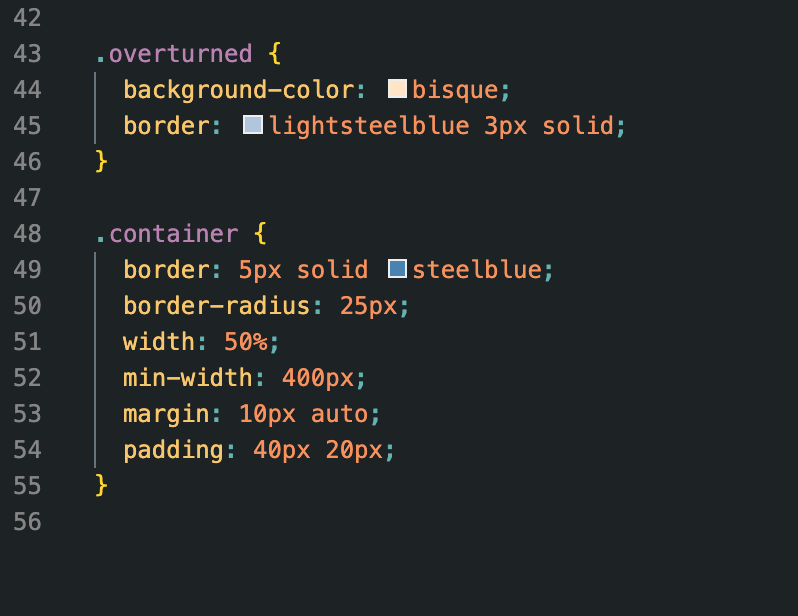 42
43 .overturned {
44 background-color: bisque;
45 border: lightsteelblue 3px solid;
46 }
47
48 .container {
49 border: 5px solid steelblue;
50 border-radius: 25px;
51 width: 50%;
52 min-width: 400px;
53 margin: 10px auto;
54 padding: 40px 20px;
55 }
56